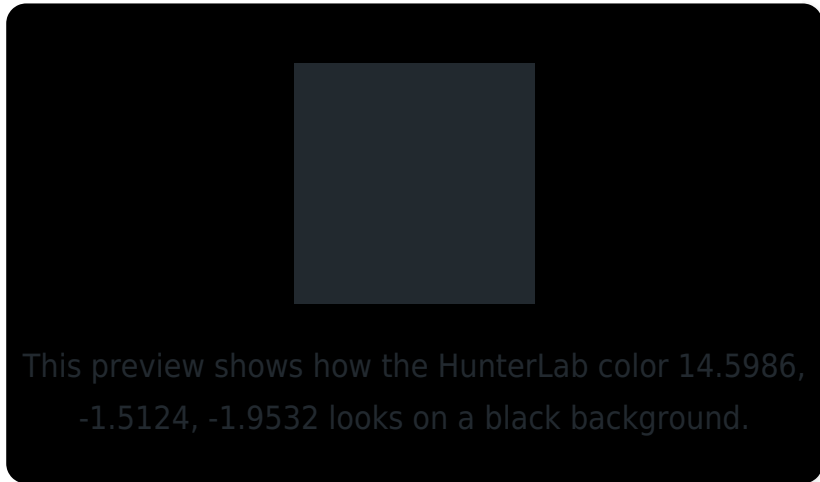 This preview shows how the HunterLab color 14.5986,
-1.5124, -1.9532 looks on a black background.